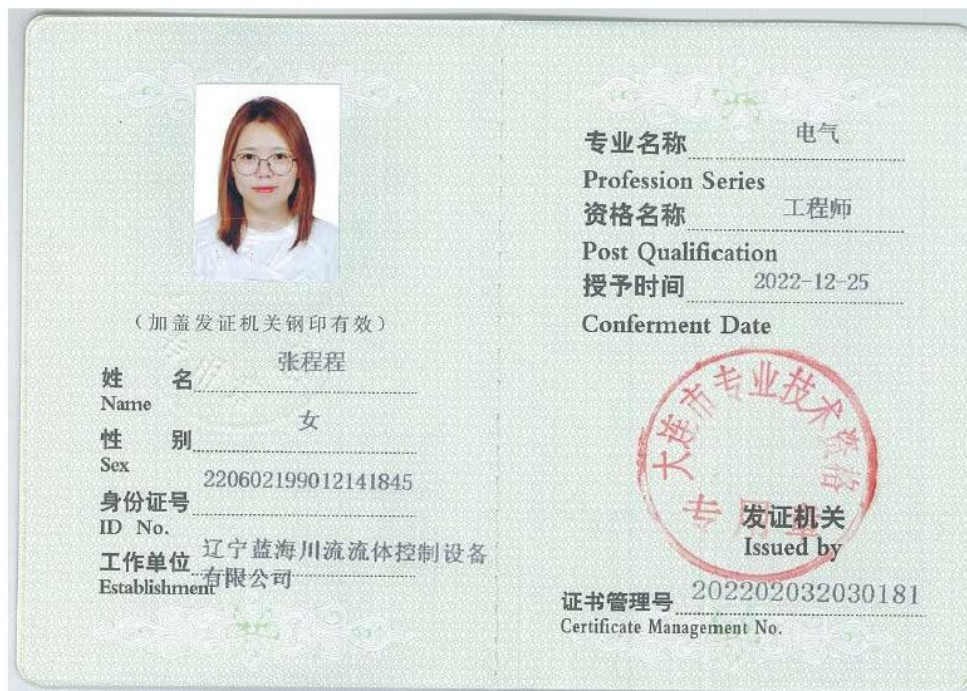 （加盖发证机关钢印有效）
姓 名 张程程
Name
性 别 女
Sex
身份证号 220602199012141845
ID No.
工作单位 辽宁蓝海川流流体控制设备
有限公司
Establishment
专业名称 电气
Profession Series
资格名称 工程师
Post Qualification
授予时间 2022-12-25
Conferment Date
大连市专业技术资格
专用章
发证机关
Issued by
证书管理号 202202032030181
Certificate Management No.